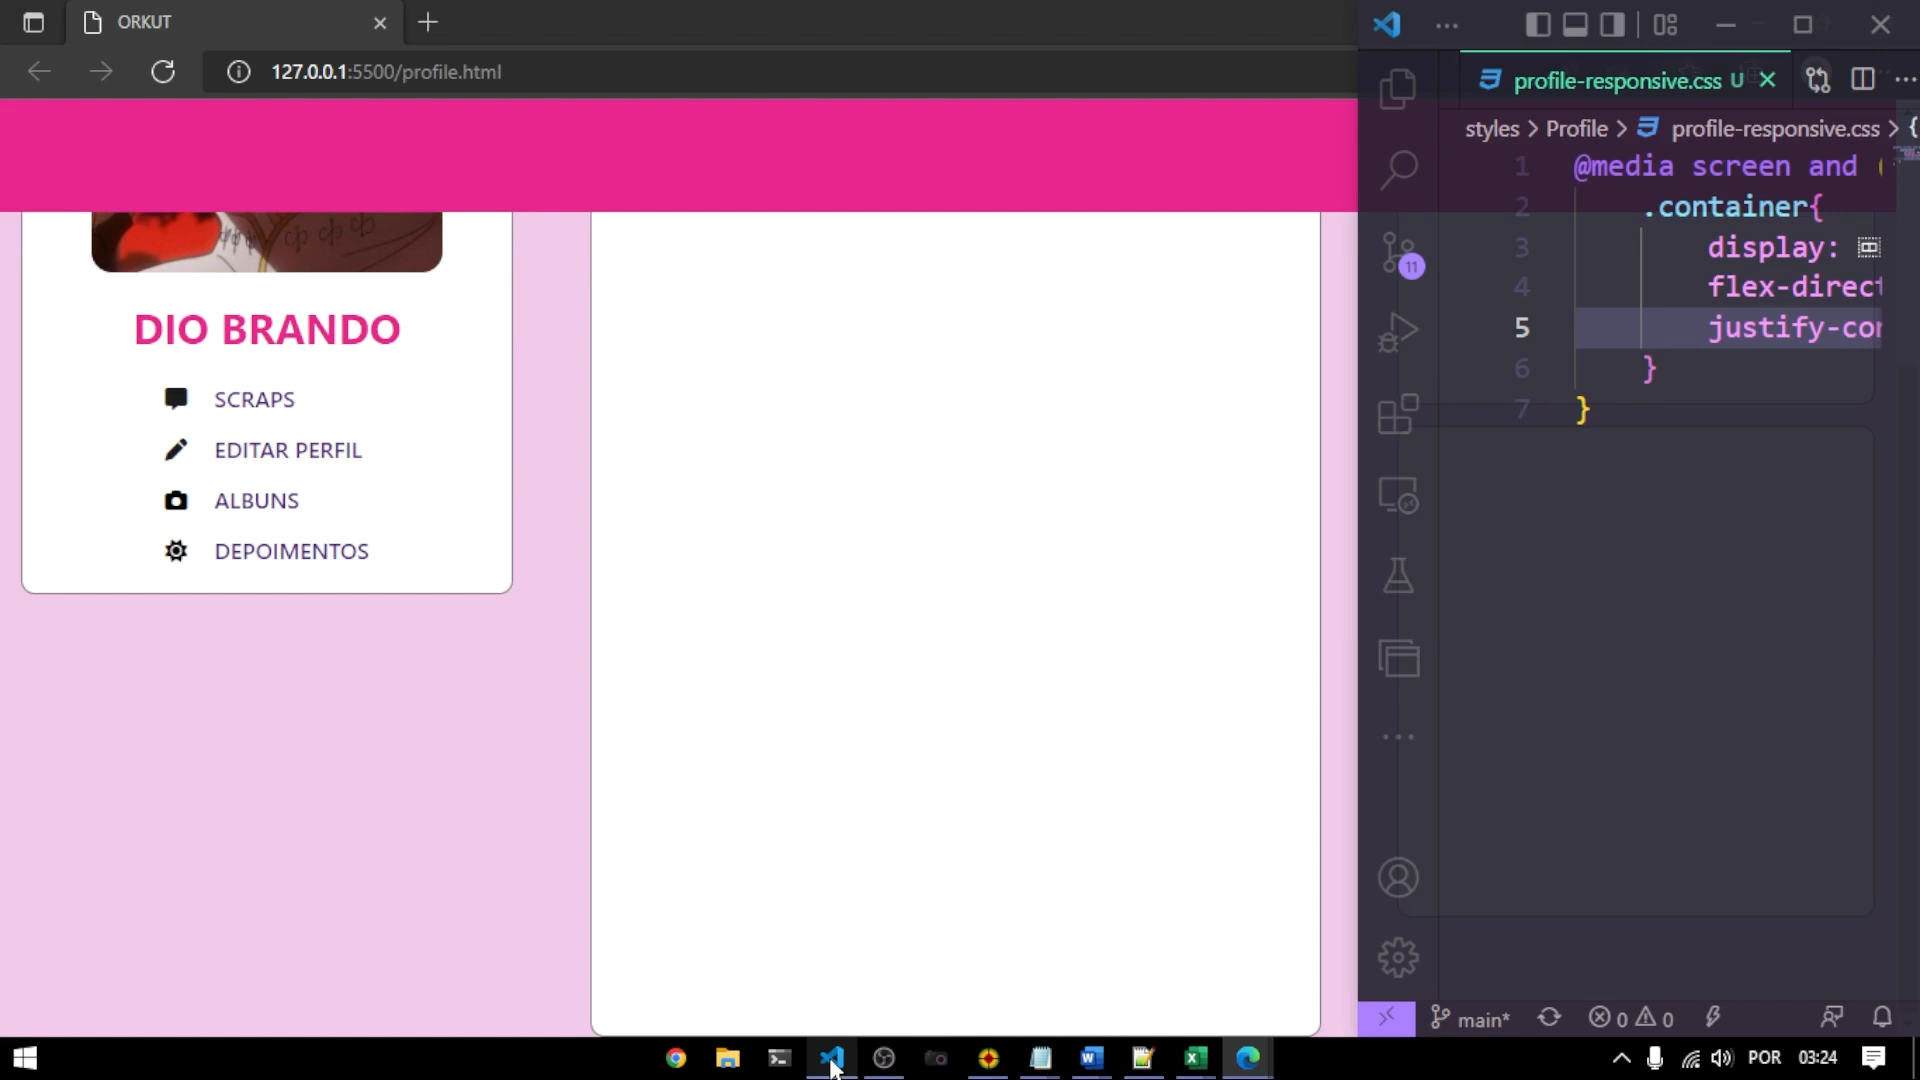 ORKUT
127.0.0.1:5500/profile.html
DIO BRANDO
SCRAPS
EDITAR PERFIL
ALBUNS
DEPOIMENTOS
profile-responsive.css U
styles > Profile > profile-responsive.css > {
1 @media screen and (
2 .container{
3 display:
4 flex-direct
5 justify-con
6 }
7 }
11
main* 0 0
POR 03:24